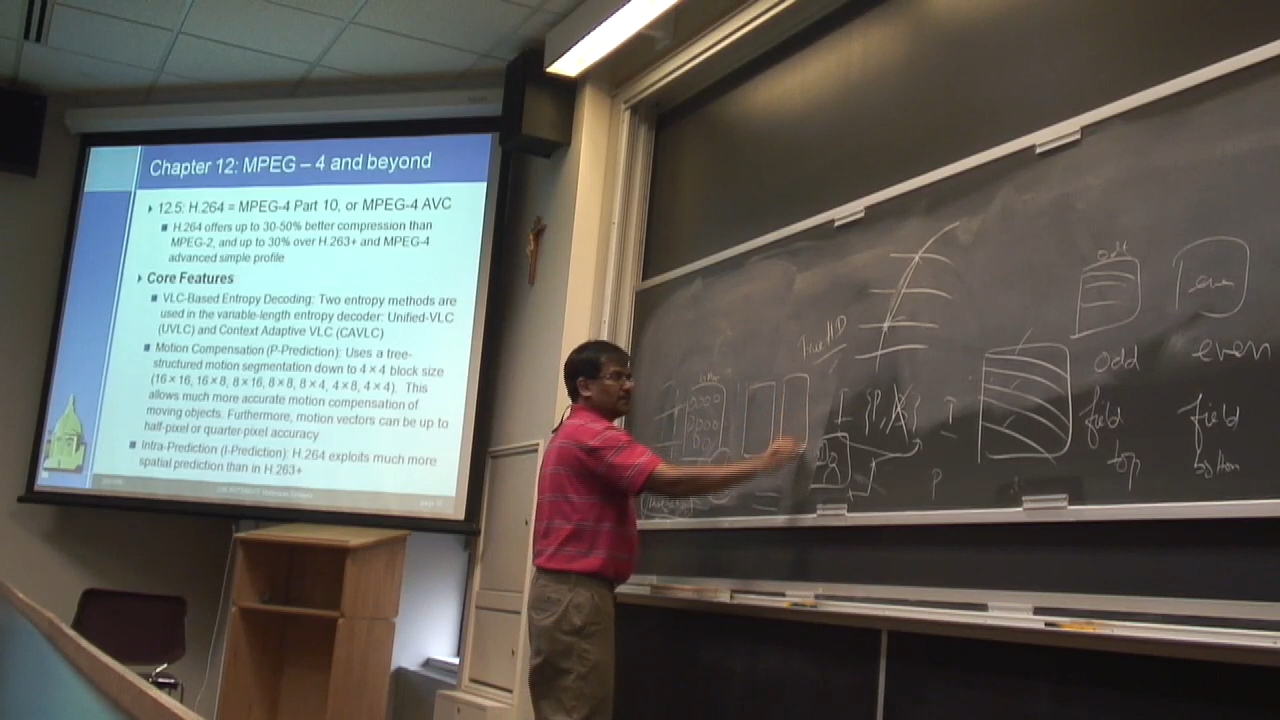 Chapter 12: MPEG – 4 and beyond
12.5: H.264 = MPEG-4 Part 10, or MPEG-4 AVC
H.264 offers up to 30-50% better compression than
MPEG-2, and up to 30% over H.263+ and MPEG-4
advanced simple profile
Core Features
VLC-Based Entropy Decoding: Two entropy methods are
used in the variable-length entropy decoder: Unified-VLC
(UVLC) and Context Adaptive VLC (CAVLC)
Motion Compensation (P-Prediction): Uses a tree-
structured motion segmentation down to 4 × 4 block size
(16 × 16, 16 × 8, 8 × 16, 8 × 8, 8 × 4, 4 × 8, 4 × 4). This
allows much more accurate motion compensation of
moving objects. Furthermore, motion vectors can be up to
half-pixel or quarter-pixel accuracy
Intra-Prediction (I-Prediction): H.264 exploits much more
spatial prediction than in H.263+
True HD
odd
even
odd
even
field
field
top
bottom
I
P